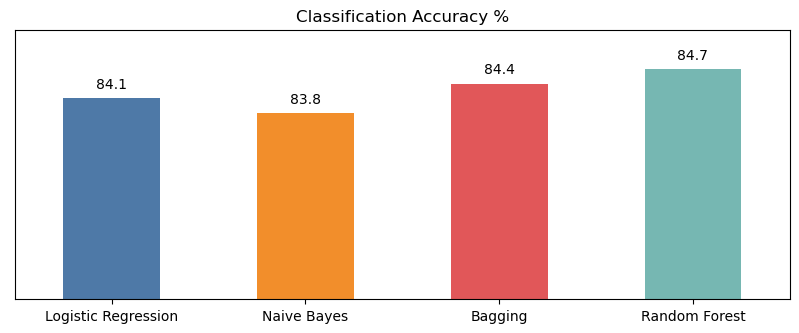 Classification Accuracy %
84.1
83.8
84.4
84.7
Logistic Regression
Naive Bayes
Bagging
Random Forest